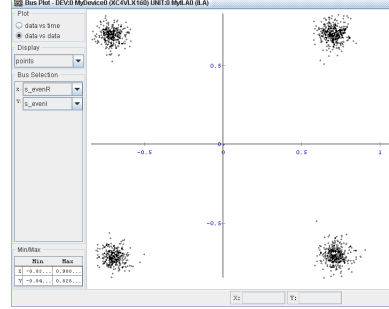 Bus Plot - DEV:0 MyDevice0 (XC4VLX160) UNIT:0 MyILA0 (ILA)
Plot
data vs time
data vs data
Display
points
Bus Selection
X: s_evenR
Y: s_evenI
0.5
-0.5
0
0.5
1
-0.5
Min/Max
Min Max
X
Y
X: Y: